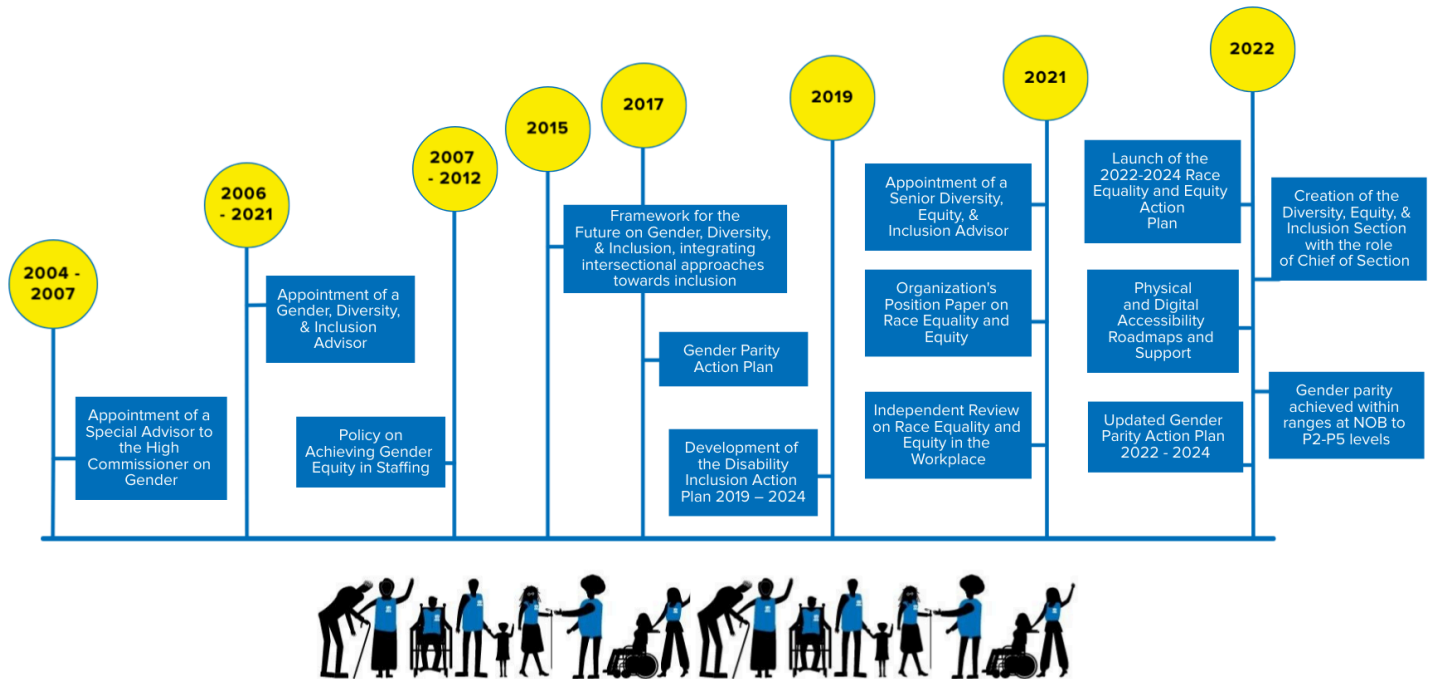 2004 -
2007
Appointment of a
Special Advisor to
the High
Commissioner on
Gender
2006
- 2021
Appointment of a
Gender, Diversity,
& Inclusion
Advisor
2007
- 2012
Policy on
Achieving Gender
Equity in Staffing
2015
Framework for the
Future on Gender, Diversity,
& Inclusion, integrating
intersectional approaches
towards inclusion
2017
Gender Parity
Action Plan
2019
Development of
the Disability
Inclusion Action
Plan 2019 – 2024
2021
Appointment of a
Senior Diversity,
Equity, &
Inclusion Advisor
Organization's
Position Paper on
Race Equality and
Equity
Independent Review
on Race Equality and
Equity in the
Workplace
2022
Launch of the
2022-2024 Race
Equality and Equity
Action
Plan
Creation of the
Diversity, Equity, &
Inclusion Section
with the role
of Chief of Section
Physical
and Digital
Accessibility
Roadmaps and
Support
Gender parity
achieved within
ranges at NOB to
P2-P5 levels
Updated Gender
Parity Action Plan
2022 - 2024